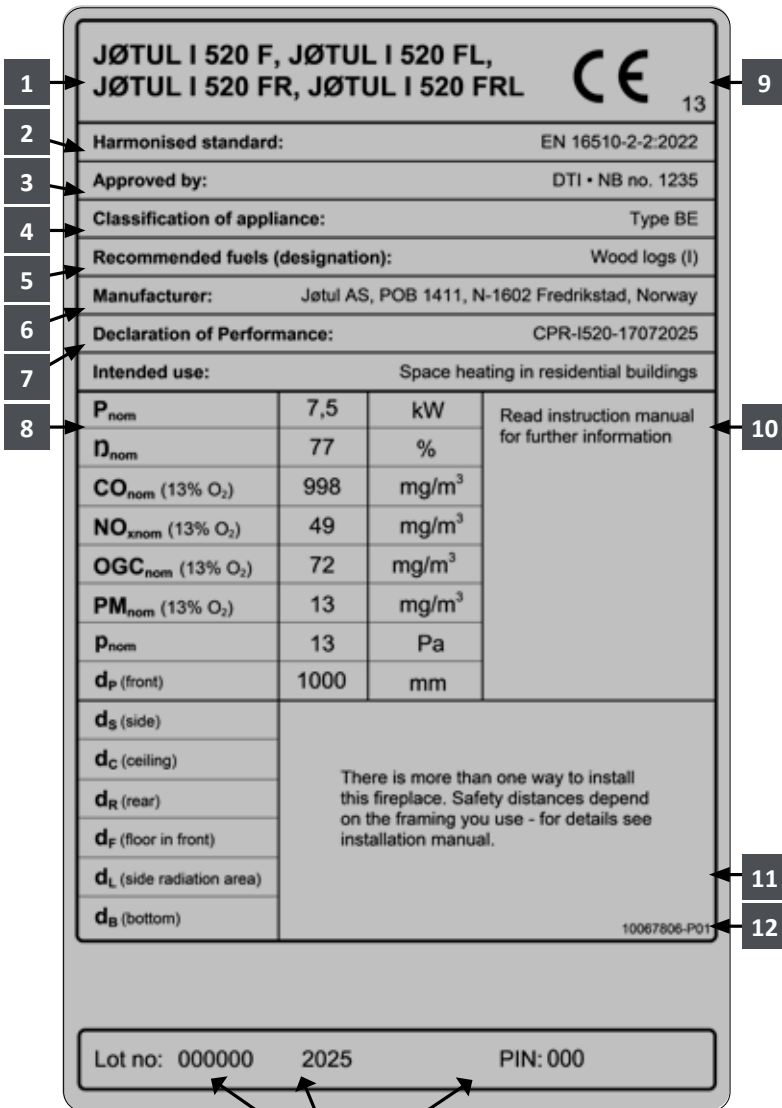 JØTUL I 520 F, JØTUL I 520 FL,
JØTUL I 520 FR, JØTUL I 520 FRL
CE
13
1
9
2
Harmonised standard: EN 16510-2-2:2022
3
Approved by: DTI • NB no. 1235
4
Classification of appliance: Type BE
5
Recommended fuels (designation): Wood logs (I)
6
Manufacturer: Jøtul AS, POB 1411, N-1602 Fredrikstad, Norway
7
Declaration of Performance: CPR-I520-17072025
Intended use: Space heating in residential buildings
8
Pnom 7,5 kW
Read instruction manual
for further information
10
ηnom 77 %
COnom (13% O₂) 998 mg/m³
NOxnom (13% O₂) 49 mg/m³
OGCnom (13% O₂) 72 mg/m³
PMnom (13% O₂) 13 mg/m³
pnom 13 Pa
dP (front) 1000 mm
dS (side)
dC (ceiling)
dR (rear)
dF (floor in front)
dL (side radiation area)
dB (bottom)
There is more than one way to install
this fireplace. Safety distances depend
on the framing you use - for details see
installation manual.
11
10067806-P01
12
Lot no: 000000 2025 PIN: 000